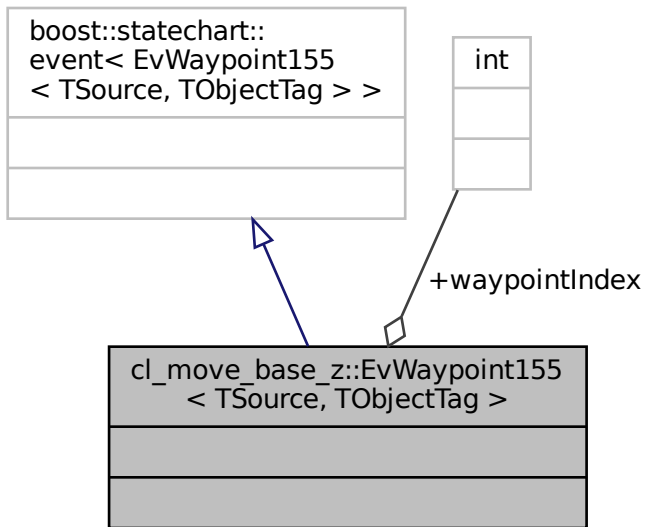 boost::statechart::
event< EvWaypoint155
< TSource, TObjectTag > >
int
+waypointIndex
cl_move_base_z::EvWaypoint155
< TSource, TObjectTag >